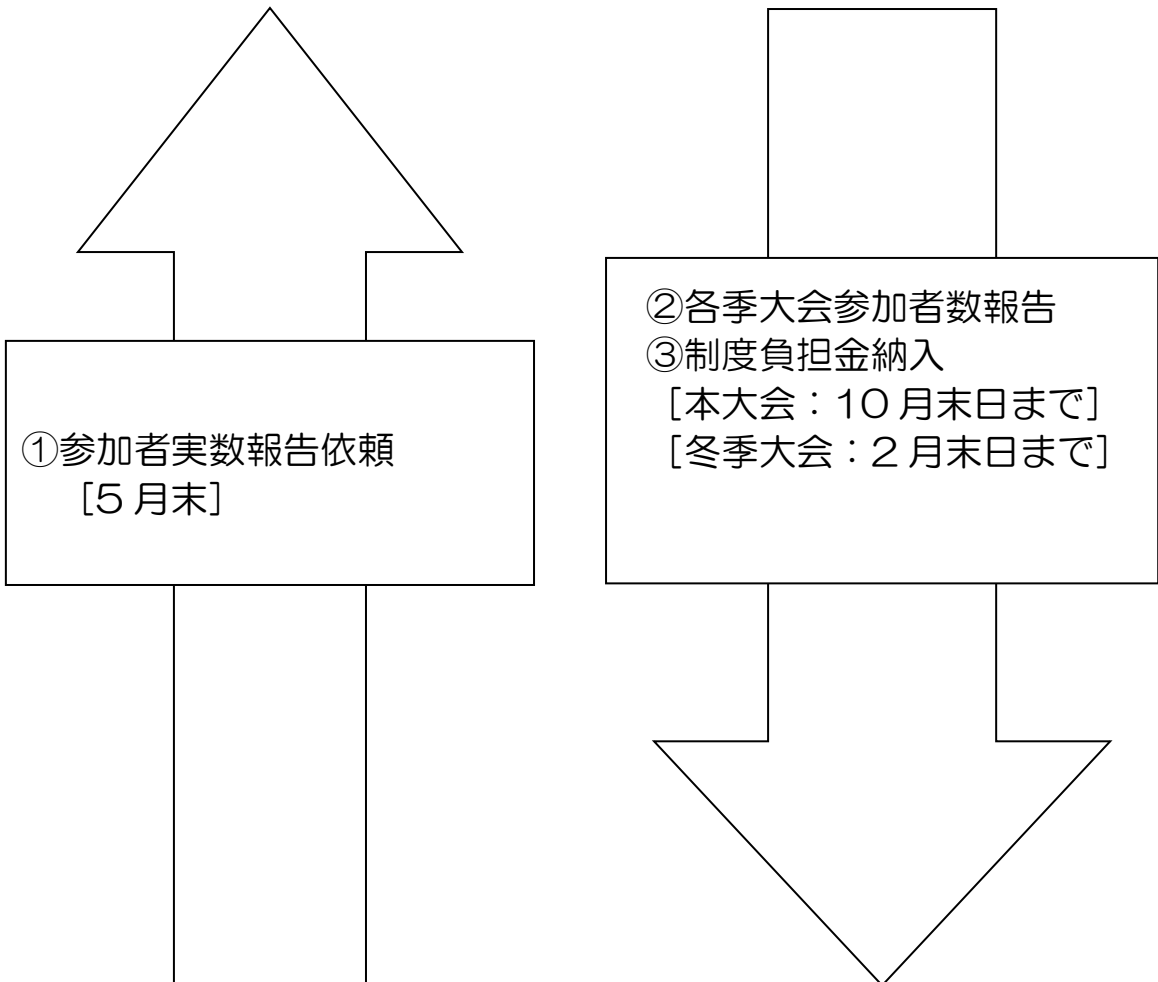 ①参加者実数報告依頼
［5月末］
②各季大会参加者数報告
③制度負担金納入
［本大会：10月末日まで］
［冬季大会：2月末日まで］